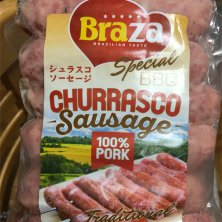 Braza
BRAZILIAN TASTE
シュラスコ
ソーセージ
Special
BBQ
CHURRASCO
Sausage
100%
PORK
Traditional